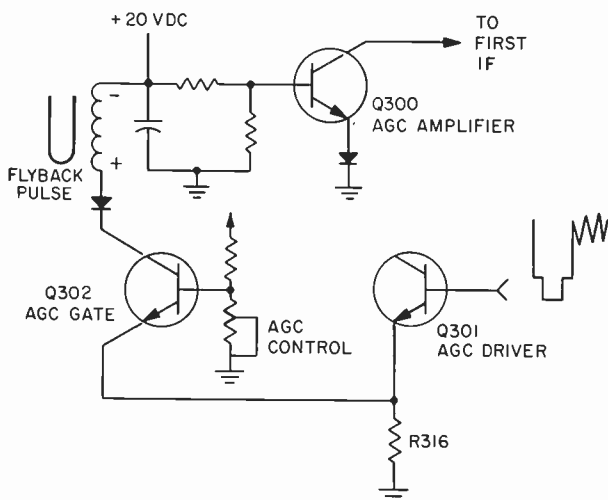 + 20 VDC
TO
FIRST
IF
Q300
AGC AMPLIFIER
-
+
FLYBACK
PULSE
Q302
AGC GATE
AGC
CONTROL
Q301
AGC DRIVER
R316